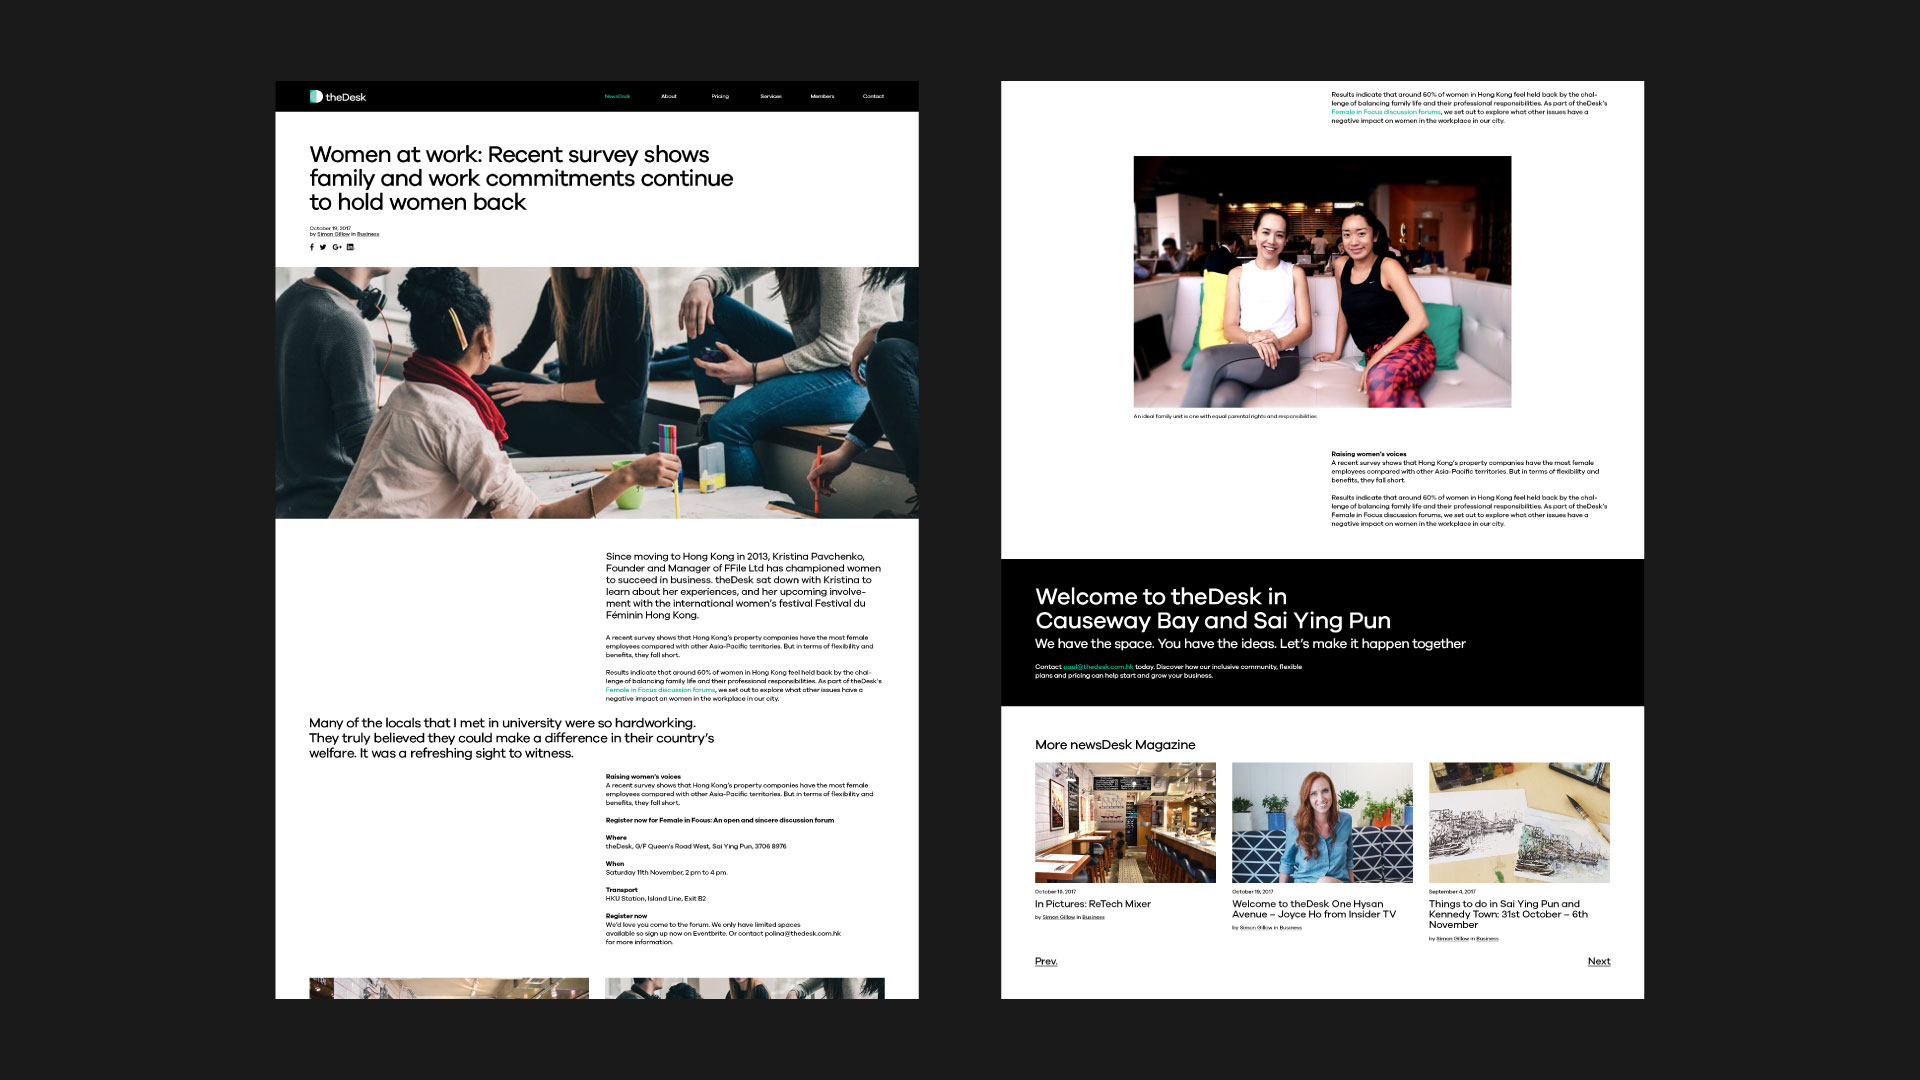 theDesk
NewsDesk
About
Pricing
Services
Members
Contact
Women at work: Recent survey shows
family and work commitments continue
to hold women back
October 19, 2017
by Simon Gillow in Business
Since moving to Hong Kong in 2013, Kristina Pavchenko,
Founder and Manager of FFile Ltd has championed women
to succeed in business. theDesk sat down with Kristina to
learn about her experiences, and her upcoming involve-
ment with the international women's festival Festival du
Féminin Hong Kong.
A recent survey shows that Hong Kong's property companies have the most female
employees compared with other Asia-Pacific territories. But in terms of flexibility and
benefits, they fall short.
Results indicate that around 60% of women in Hong Kong feel held back by the chal-
lenge of balancing family life and their professional responsibilities. As part of theDesk's
Female in Focus discussion forums, we set out to explore what other issues have a
negative impact on women in the workplace in our city.
Many of the locals that I met in university were so hardworking.
They truly believed they could make a difference in their country's
welfare. It was a refreshing sight to witness.
Raising women's voices
A recent survey shows that Hong Kong's property companies have the most female
employees compared with other Asia-Pacific territories. But in terms of flexibility and
benefits, they fall short.
Register now for Female in Focus: An open and sincere discussion forum
Where
theDesk, G/F Queen's Road West, Sai Ying Pun, 3706 8976
When
Saturday 11th November, 2 pm to 4 pm.
Transport
HKU Station, Island Line, Exit B2
Register now
We'd love you come to the forum. We only have limited spaces
available so sign up now on Eventbrite. Or contact polina@thedesk.com.hk
for more information.
Results indicate that around 60% of women in Hong Kong feel held back by the chal-
lenge of balancing family life and their professional responsibilities. As part of theDesk's
Female in Focus discussion forums, we set out to explore what other issues have a
negative impact on women in the workplace in our city.
An ideal family unit is one with equal parental rights and responsibilities
Raising women's voices
A recent survey shows that Hong Kong's property companies have the most female
employees compared with other Asia-Pacific territories. But in terms of flexibility and
benefits, they fall short.
Results indicate that around 60% of women in Hong Kong feel held back by the chal-
lenge of balancing family life and their professional responsibilities. As part of theDesk's
Female in Focus discussion forums, we set out to explore what other issues have a
negative impact on women in the workplace in our city.
Welcome to theDesk in
Causeway Bay and Sai Ying Pun
We have the space. You have the ideas. Let's make it happen together
Contact paul@thedesk.com.hk today. Discover how our inclusive community, flexible
plans and pricing can help start and grow your business.
More newsDesk Magazine
October 19, 2017
In Pictures: ReTech Mixer
by Simon Gillow in Business
October 19, 2017
Welcome to theDesk One Hysan
Avenue – Joyce Ho from Insider TV
by Simon Gillow in Business
September 4, 2017
Things to do in Sai Ying Pun and
Kennedy Town: 31st October – 6th
November
by Simon Gillow in Business
Prev.
Next